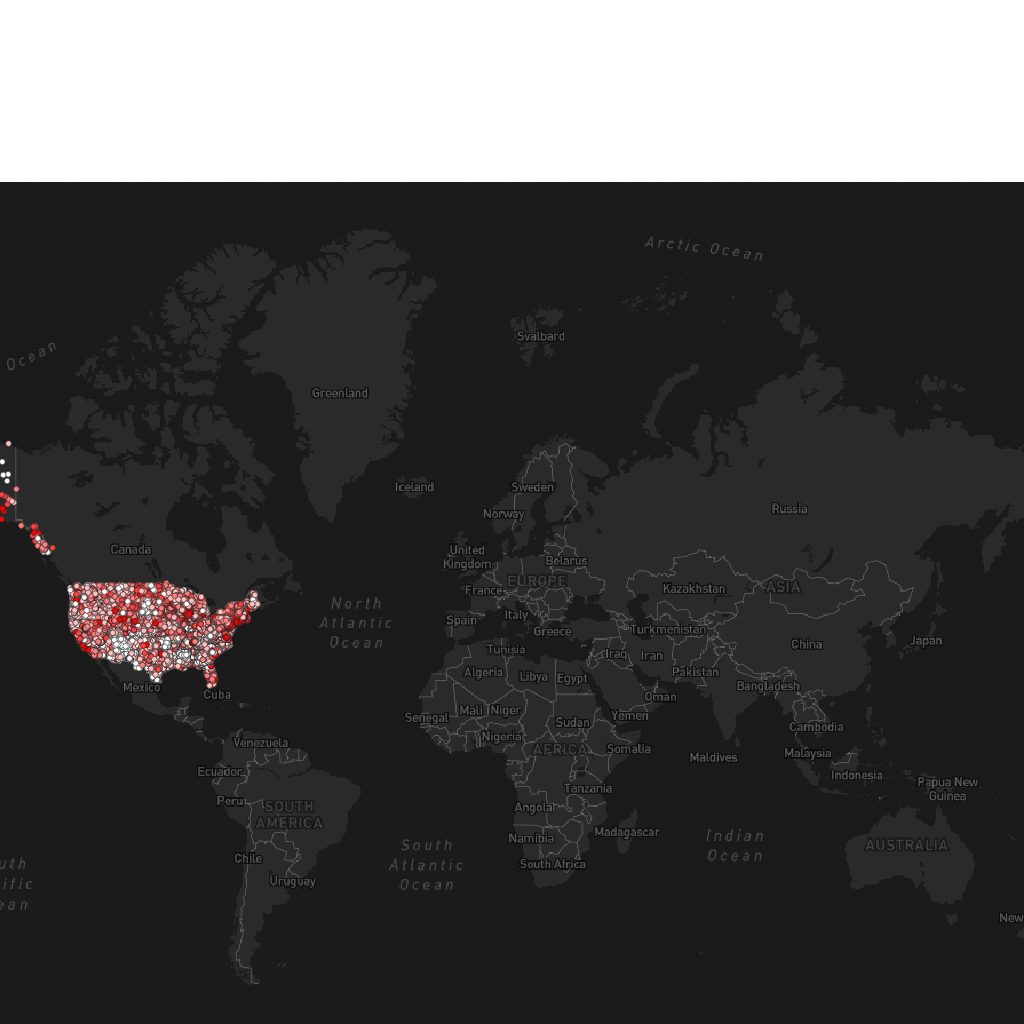 Arctic Ocean
Ocean
Svalbard
Greenland
Iceland
Sweden
Norway
Russia
Canada
United
Kingdom
Belarus
EUROPE
France
Kazakhstan
ASIA
North
Atlantic
Ocean
Spain
Italy
Greece
Turkmenistan
China
Japan
Tunisia
Iraq
Iran
Pakistan
Algeria
Libya
Egypt
Bangladesh
Mexico
Cuba
Oman
Senegal
Mali
Niger
Sudan
Yemen
Cambodia
Nigeria
Venezuela
AFRICA
Somalia
Maldives
Malaysia
Ecuador
Indonesia
Papua New
Guinea
Tanzania
Peru
SOUTH
AMERICA
Angola
Madagascar
Namibia
Indian
Ocean
AUSTRALIA
South
Atlantic
Ocean
Chile
South Africa
uth
ific
ean
Uruguay
New